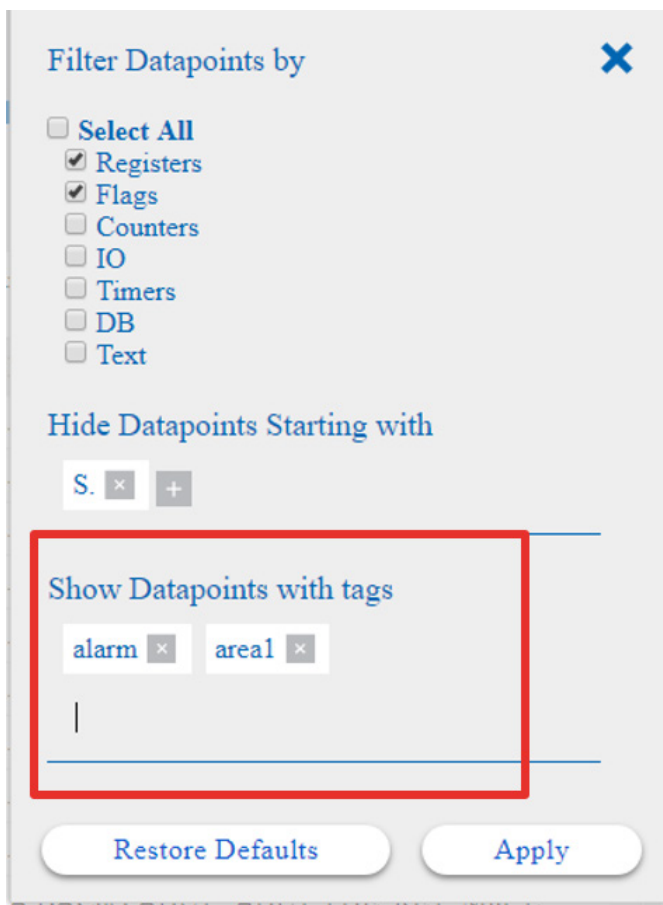 Filter Datapoints by
Select All
Registers
Flags
Counters
IO
Timers
DB
Text
Hide Datapoints Starting with
S.
Show Datapoints with tags
alarm area1
Restore Defaults Apply